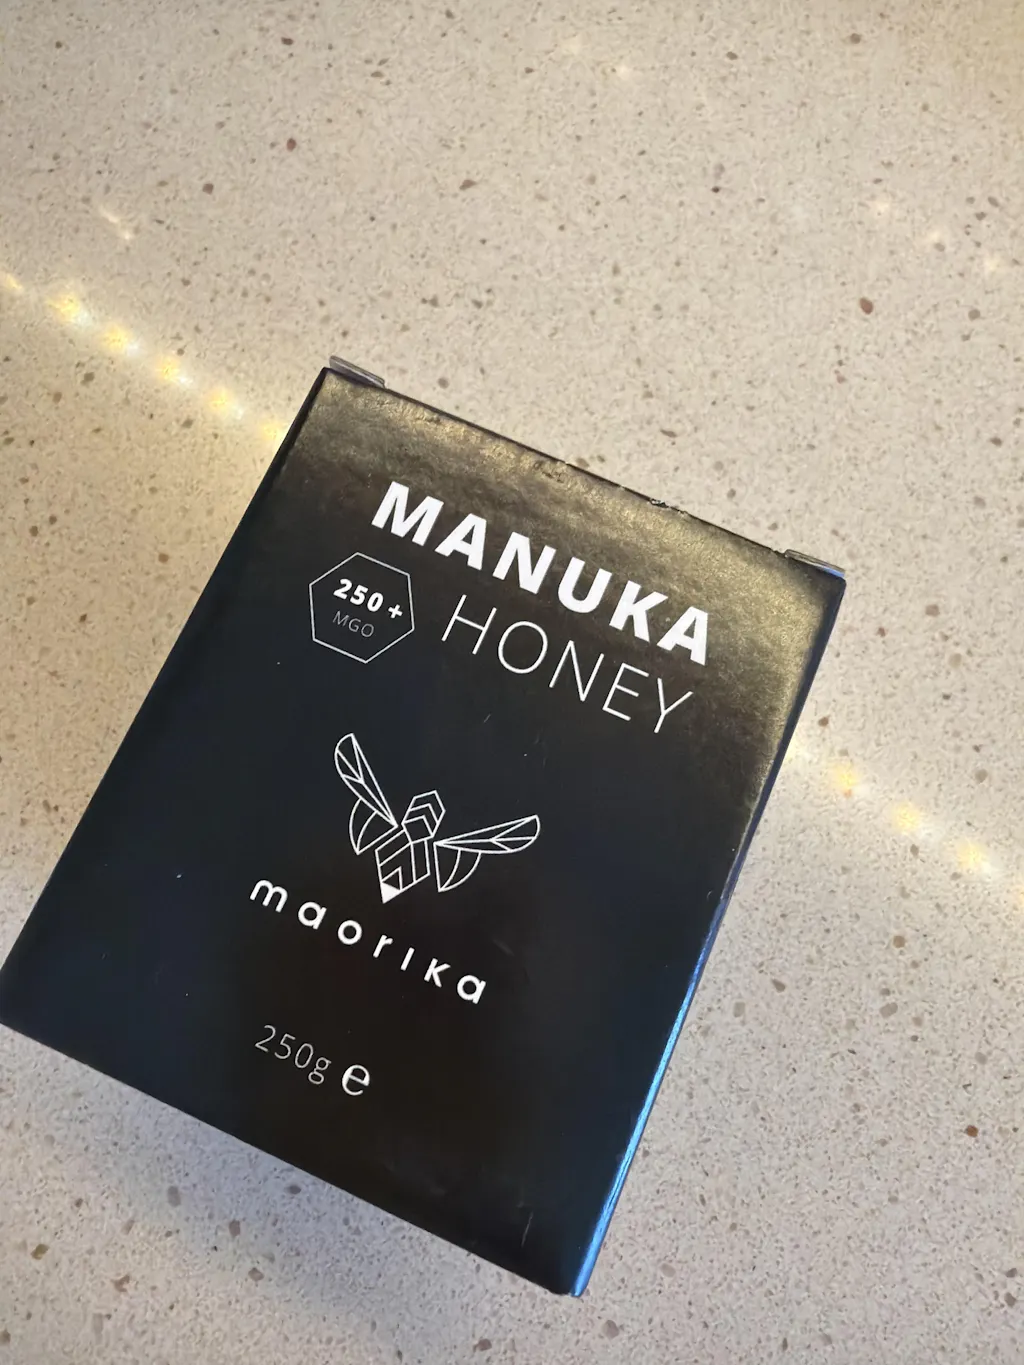 MANUKA
250+
MGO
HONEY
maorika
250g ℮